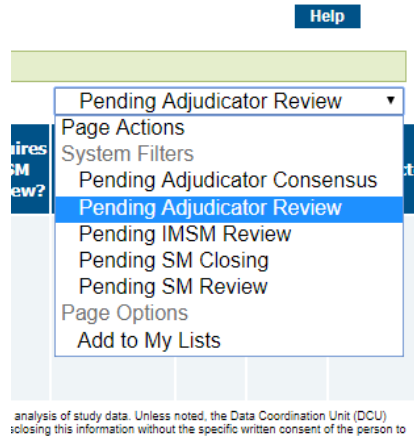 Help
Pending Adjudicator Review
Page Actions
System Filters
Pending Adjudicator Consensus
Pending Adjudicator Review
Pending IMSM Review
Pending SM Closing
Pending SM Review
Page Options
Add to My Lists
analysis of study data. Unless noted, the Data Coordination Unit (DCU)
this information without the specific written consent of the person to